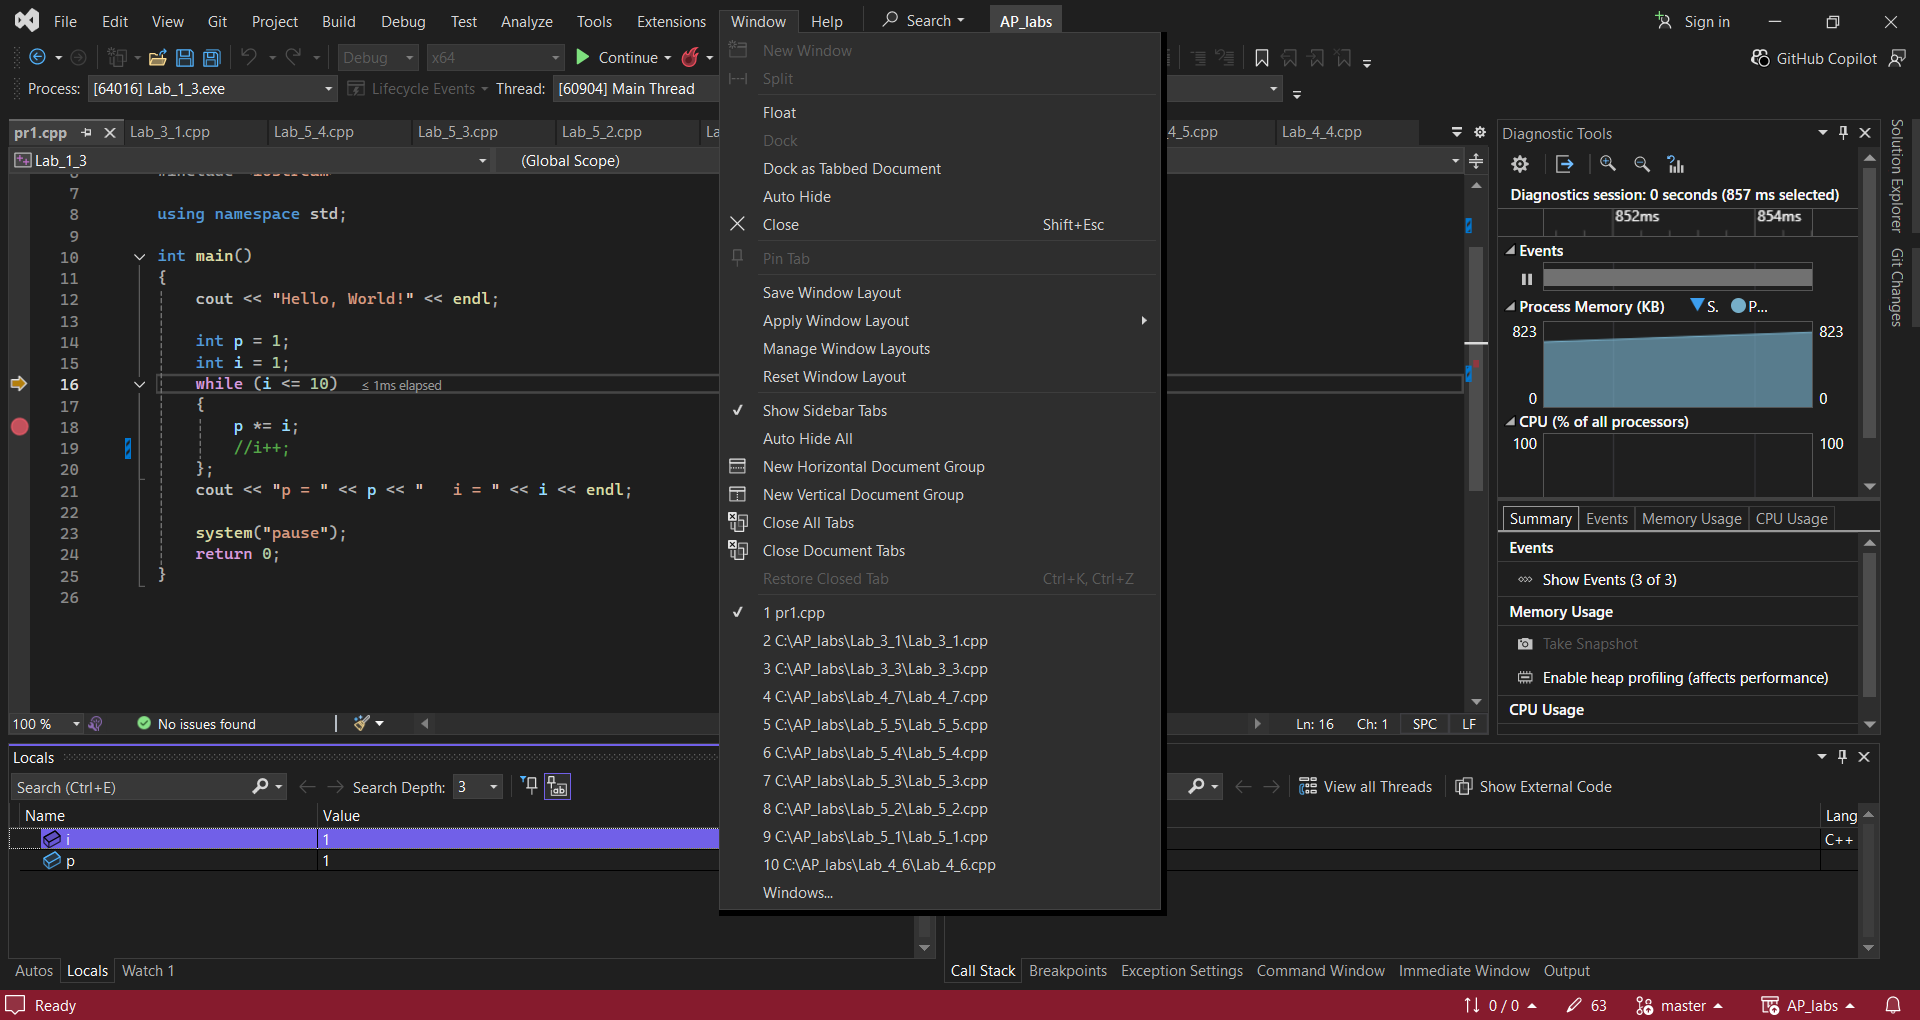 File Edit View Git Project Build Debug Test Analyze Tools Extensions Window Help Search AP_labs Sign in
Debug x64 Continue GitHub Copilot
Process: [64016] Lab_1_3.exe Lifecycle Events Thread: [60904] Main Thread
pr1.cpp Lab_3_1.cpp Lab_5_4.cpp Lab_5_3.cpp Lab_5_2.cpp La 4_5.cpp Lab_4_4.cpp
Lab_1_3 (Global Scope)
7
8 using namespace std;
9
10 int main()
11 {
12 cout << "Hello, World!" << endl;
13
14 int p = 1;
15 int i = 1;
16 while (i <= 10) ≤ 1ms elapsed
17 {
18 p *= i;
19 //i++;
20 };
21 cout << "p = " << p << "   i = " << i << endl;
22
23 system("pause");
24 return 0;
25 }
26
100 % No issues found Ln: 16 Ch: 1 SPC LF
New Window
Split
Float
Dock
Dock as Tabbed Document
Auto Hide
Close Shift+Esc
Pin Tab
Save Window Layout
Apply Window Layout
Manage Window Layouts
Reset Window Layout
Show Sidebar Tabs
Auto Hide All
New Horizontal Document Group
New Vertical Document Group
Close All Tabs
Close Document Tabs
Restore Closed Tab Ctrl+K, Ctrl+Z
1 pr1.cpp
2 C:\AP_labs\Lab_3_1\Lab_3_1.cpp
3 C:\AP_labs\Lab_3_3\Lab_3_3.cpp
4 C:\AP_labs\Lab_4_7\Lab_4_7.cpp
5 C:\AP_labs\Lab_5_5\Lab_5_5.cpp
6 C:\AP_labs\Lab_5_4\Lab_5_4.cpp
7 C:\AP_labs\Lab_5_3\Lab_5_3.cpp
8 C:\AP_labs\Lab_5_2\Lab_5_2.cpp
9 C:\AP_labs\Lab_5_1\Lab_5_1.cpp
10 C:\AP_labs\Lab_4_6\Lab_4_6.cpp
Windows...
Diagnostic Tools
Diagnostics session: 0 seconds (857 ms selected)
852ms 854ms
Events
Process Memory (KB) S. P...
823 823
0 0
CPU (% of all processors)
100 100
Summary Events Memory Usage CPU Usage
Events
Show Events (3 of 3)
Memory Usage
Take Snapshot
Enable heap profiling (affects performance)
CPU Usage
Solution Explorer
Git Changes
Locals
Search (Ctrl+E) Search Depth: 3
Name Value
i 1
p 1
Autos Locals Watch 1
View all Threads Show External Code
Lang
C++
Call Stack Breakpoints Exception Settings Command Window Immediate Window Output
Ready 0 / 0 63 master AP_labs